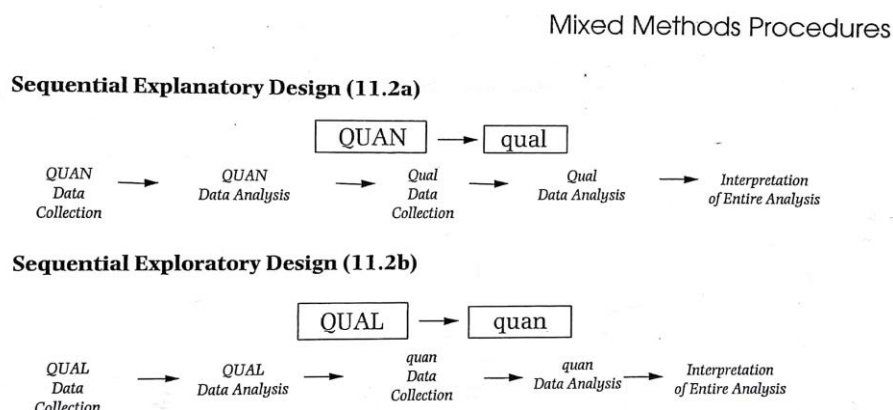 Mixed Methods Procedures
Sequential Explanatory Design (11.2a)
QUAN → qual
QUAN → QUAN → Qual → Qual → Interpretation
Data Data Analysis Data Data Analysis of Entire Analysis
Collection Collection
Sequential Exploratory Design (11.2b)
QUAL → quan
QUAL → QUAL → quan → quan → Interpretation
Data Data Analysis Data Data Analysis of Entire Analysis
Collection Collection